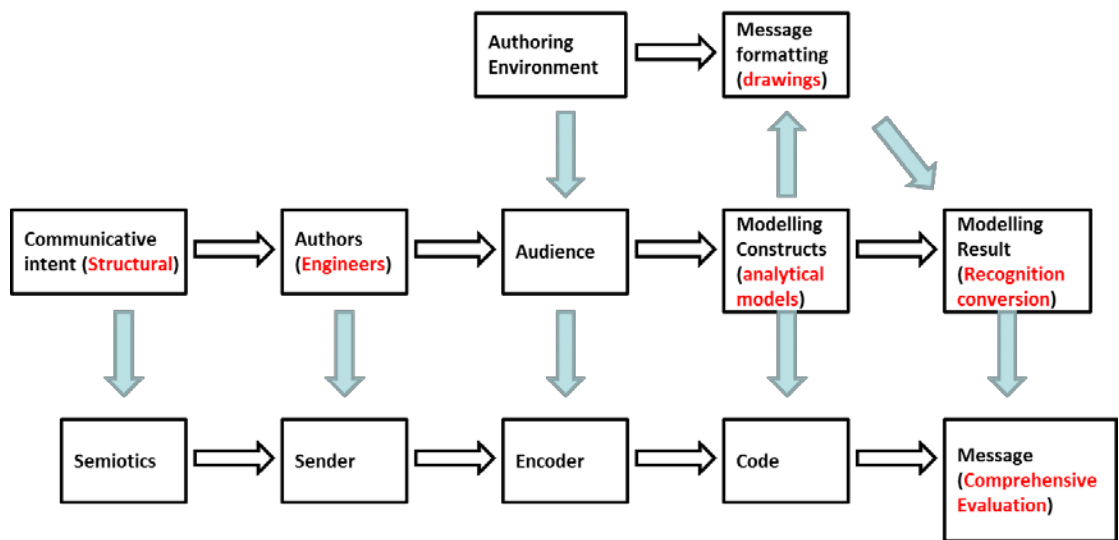 Authoring
Environment
Message
formatting
(drawings)
Communicative
intent (Structural)
Authors
(Engineers)
Audience
Modelling
Constructs
(analytical
models)
Modelling
Result
(Recognition
conversion)
Semiotics
Sender
Encoder
Code
Message
(Comprehensive
Evaluation)